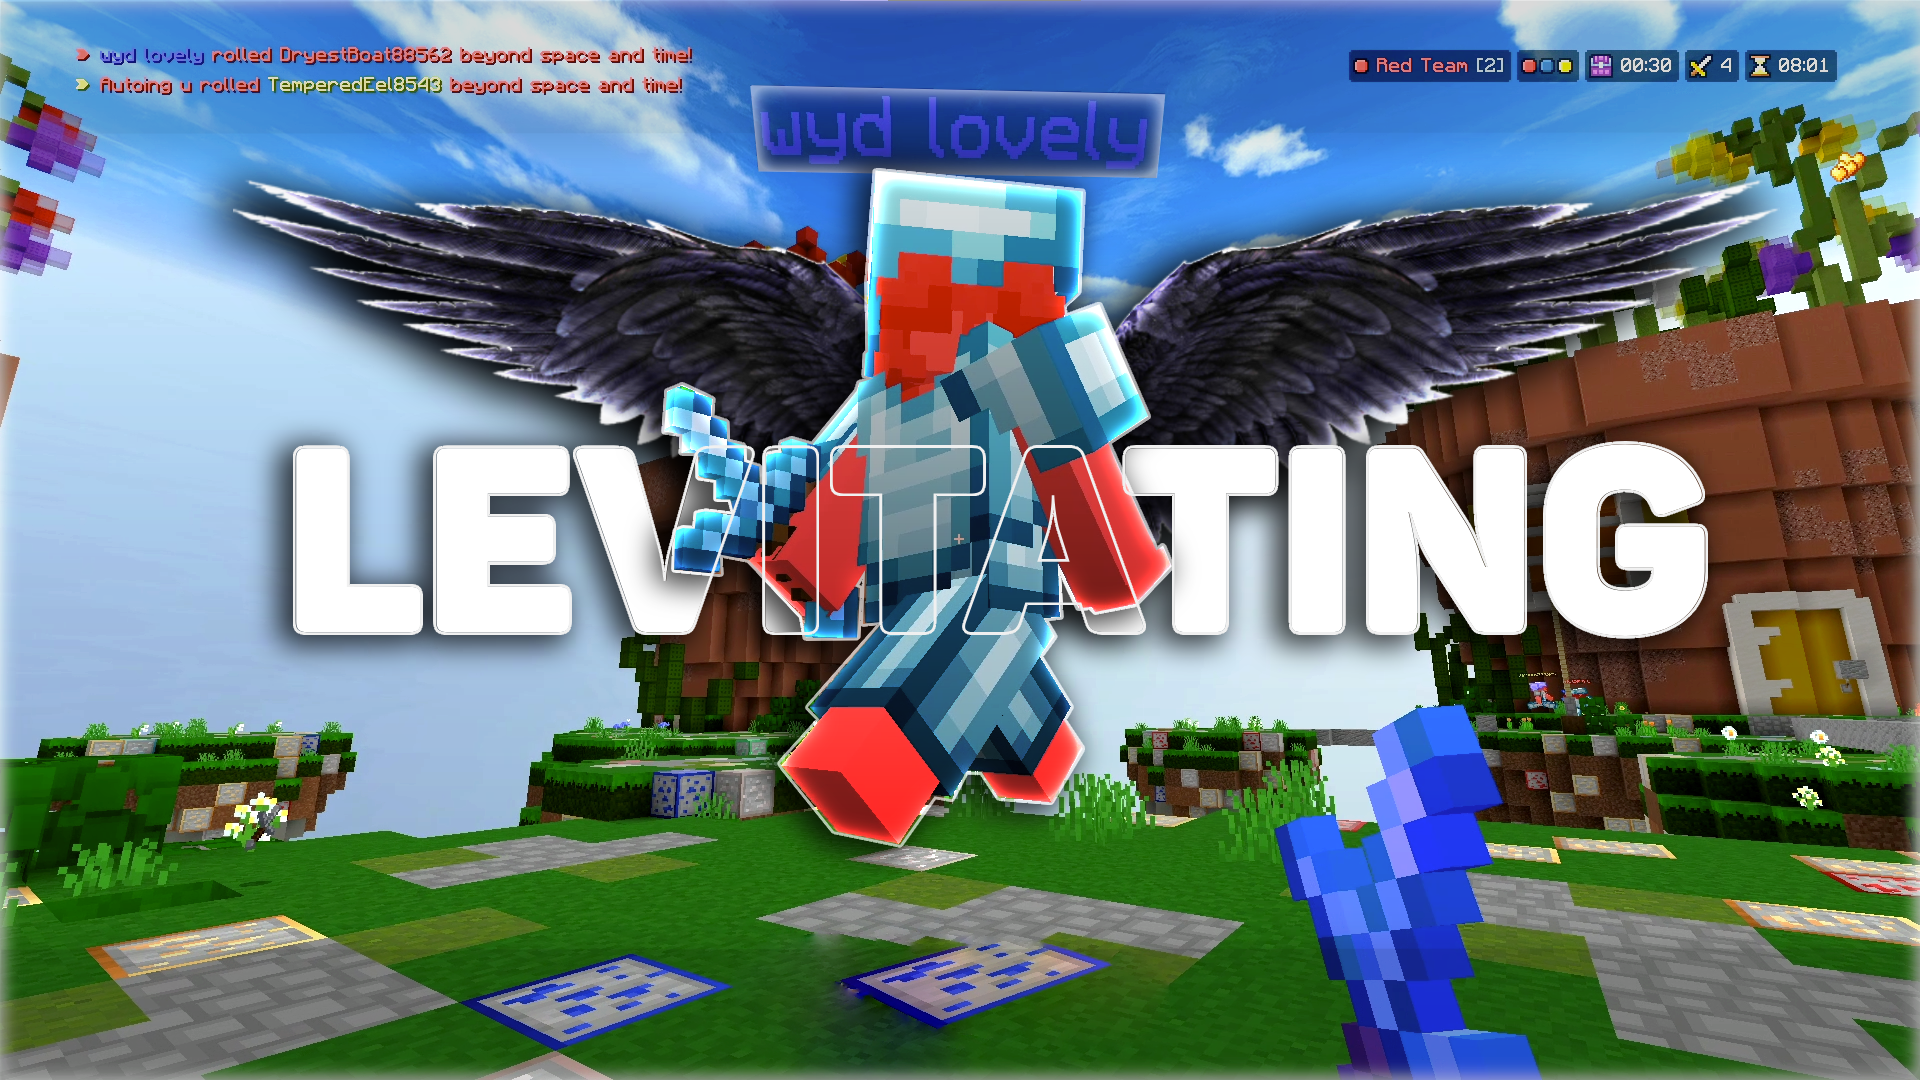 wyd lovely rolled DryestBoat88562 beyond space and time!
Autoing u rolled TemperedEel8543 beyond space and time!
Red Team [2]
00:30
4
08:01
wyd lovely
LEVITATING